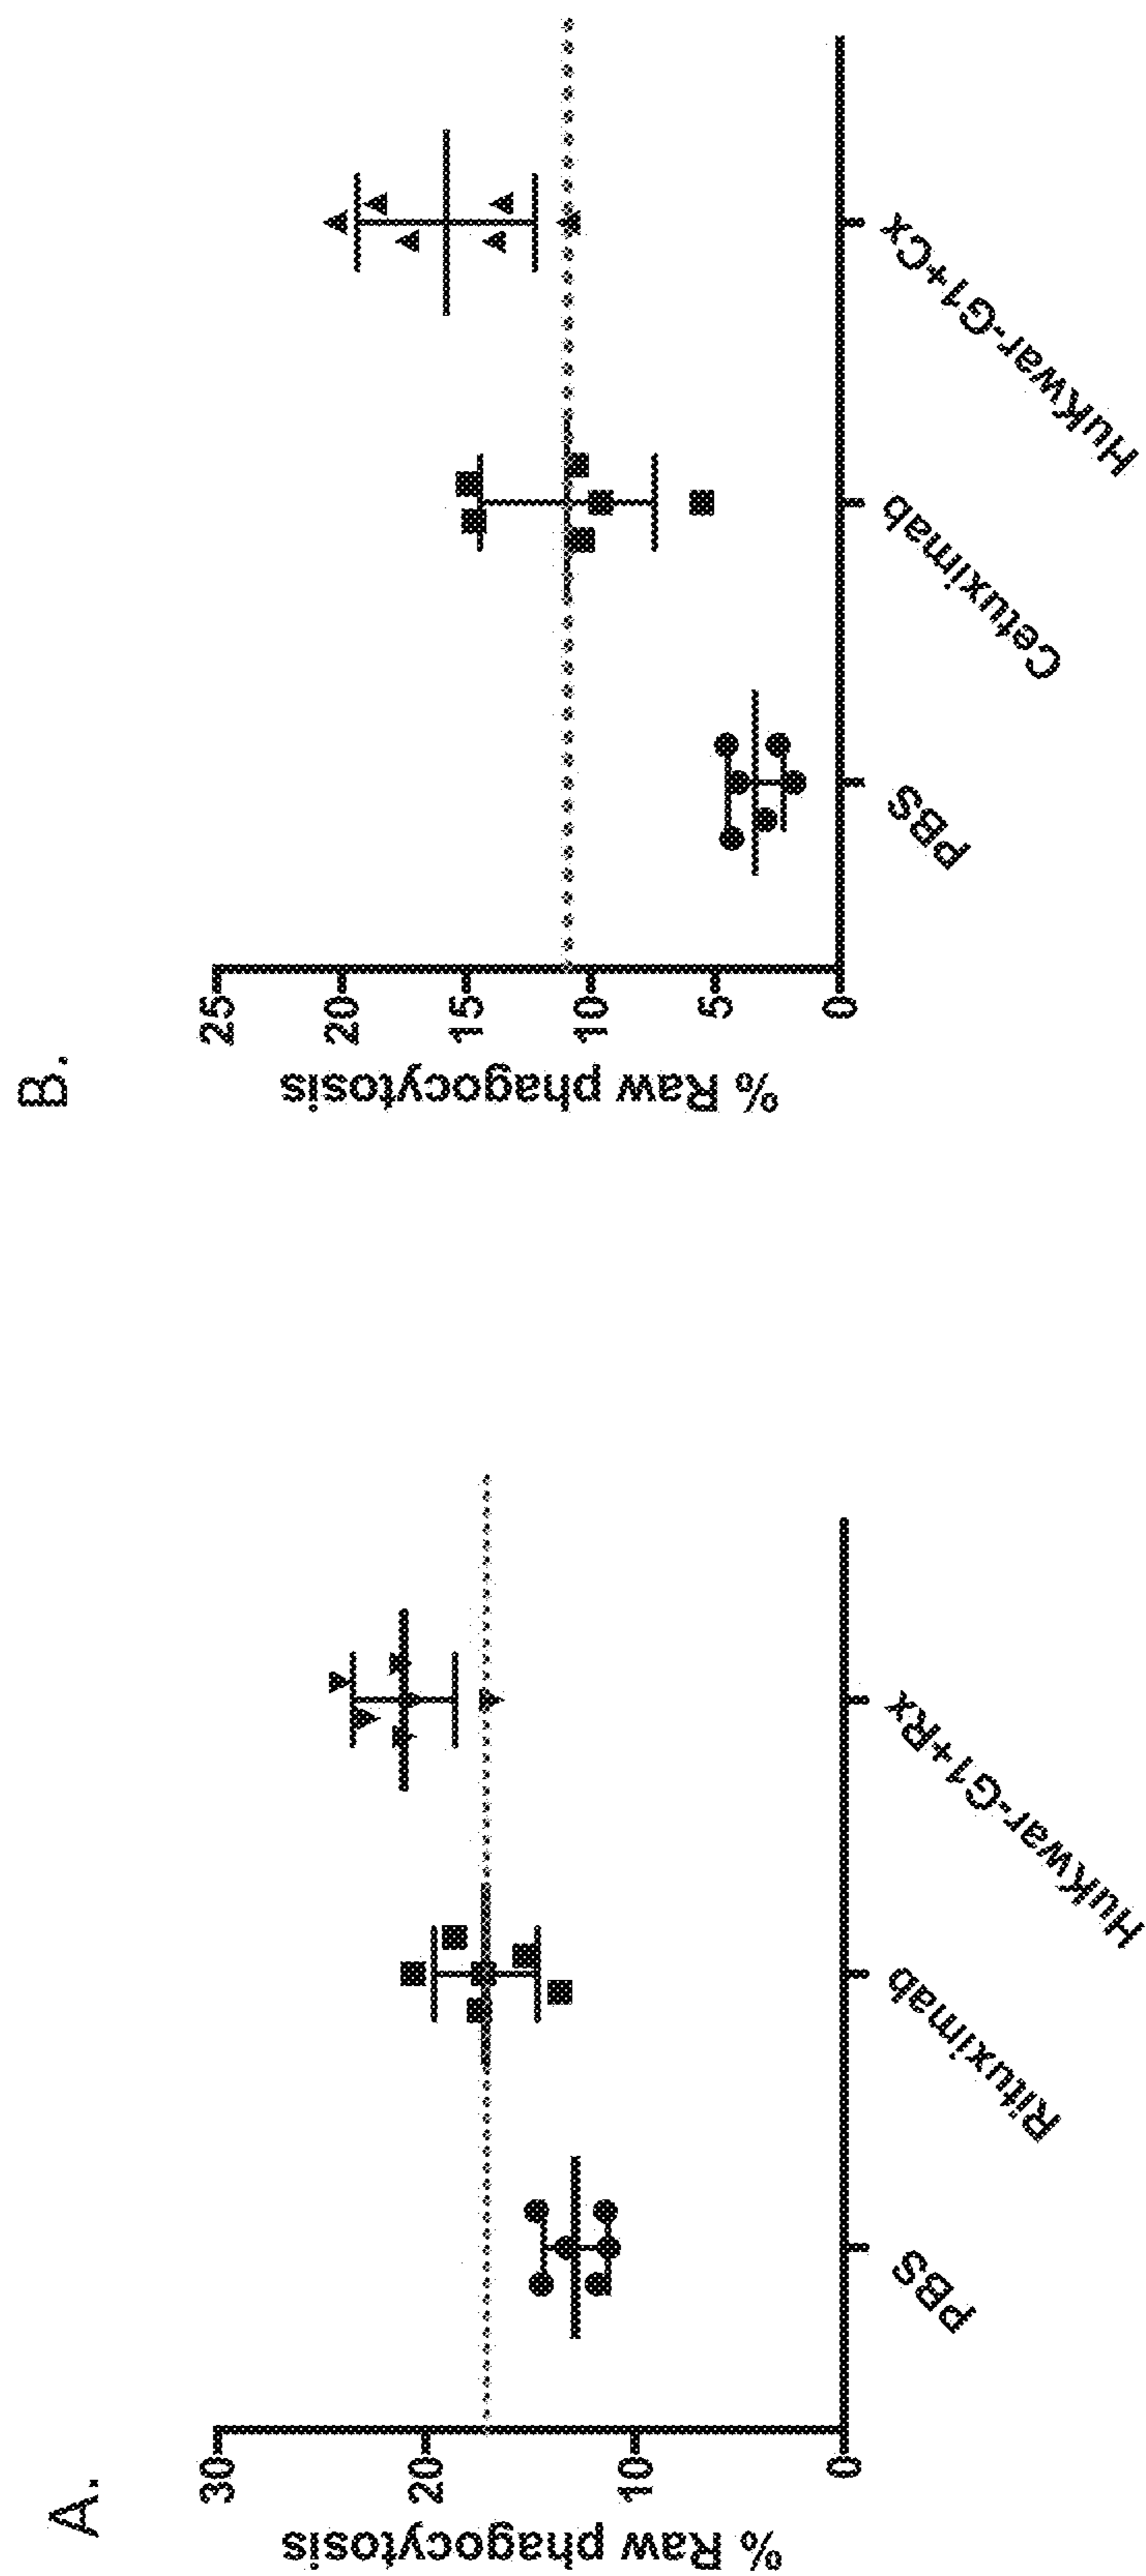 A.
% Raw phagocytosis
30
20
10
0
PBS
Rituximab
HuKwar-G1+Rx
B.
% Raw phagocytosis
25
20
15
10
5
0
PBS
Cetuximab
HuKwar-G1+Cx